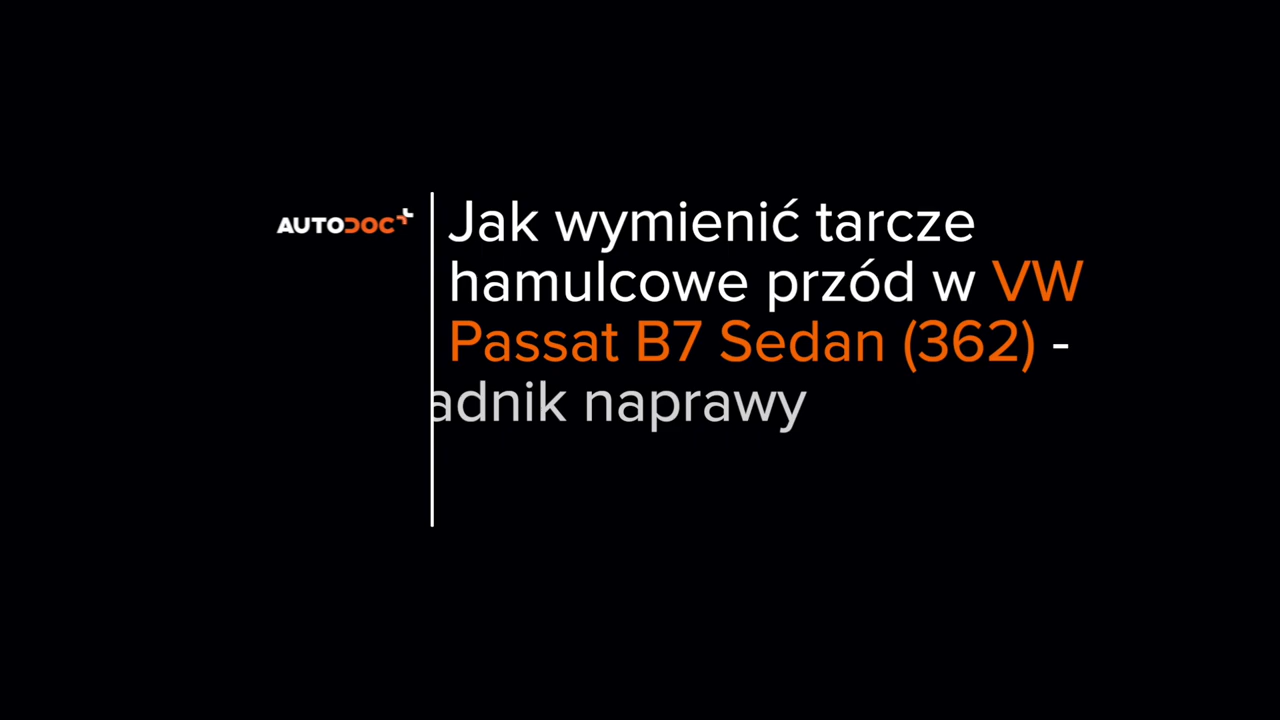 AUTODOC
Jak wymienić tarcze
hamulcowe przód w VW
Passat B7 Sedan (362) -
adnik naprawy